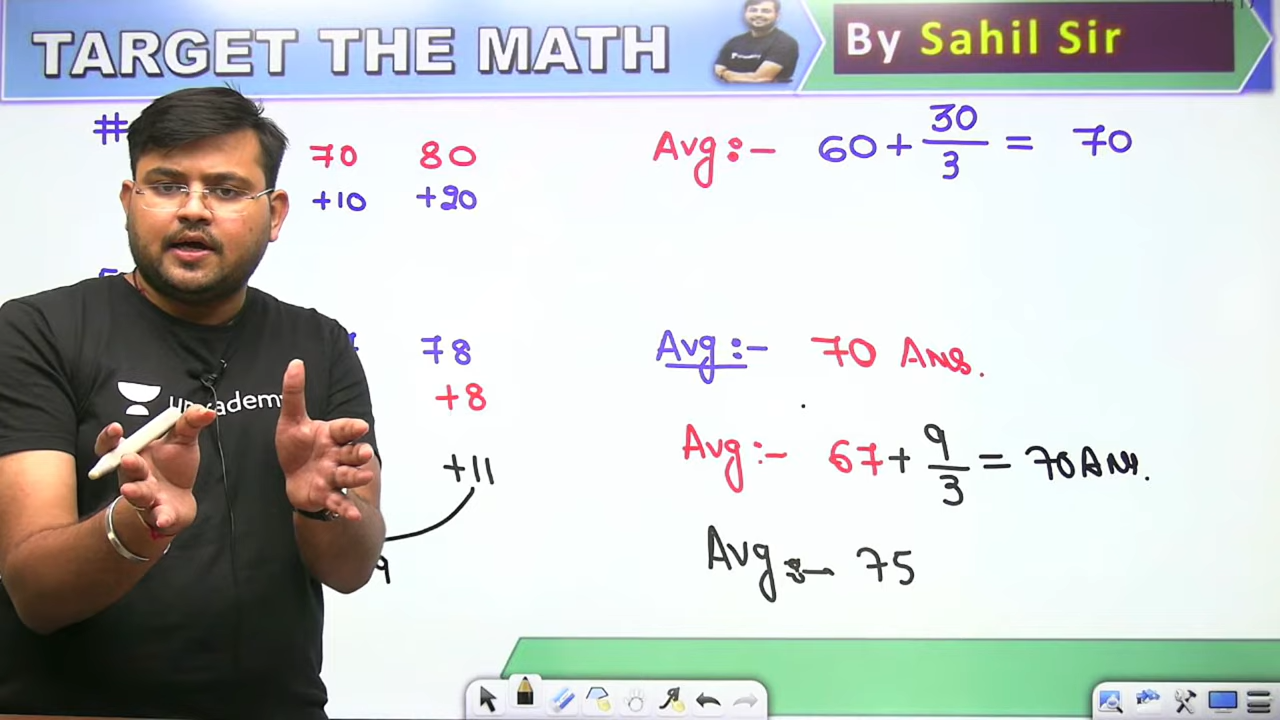 TARGET THE MATH
By Sahil Sir
#
70 80
+10 +20
Avg:- 60 + 30/3 = 70
78
+8
Avg:- 70 Ans.
+11
Avg:- 67 + 9/3 = 70 Ans.
9
Avg:- 75